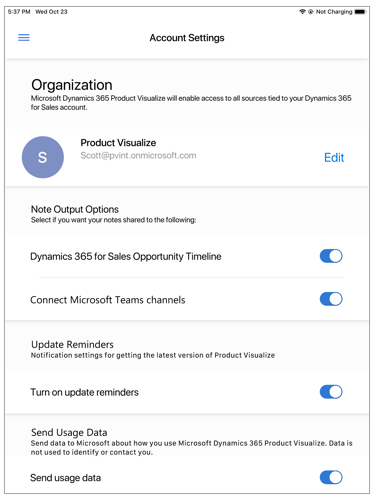 5:37 PM Wed Oct 23 Not Charging
Account Settings
Organization
Microsoft Dynamics 365 Product Visualize will enable access to all sources tied to your Dynamics 365
for Sales account.
S
Product Visualize
Scott@pvint.onmicrosoft.com
Edit
Note Output Options
Select if you want your notes shared to the following:
Dynamics 365 for Sales Opportunity Timeline
Connect Microsoft Teams channels
Update Reminders
Notification settings for getting the latest version of Product Visualize
Turn on update reminders
Send Usage Data
Send data to Microsoft about how you use Microsoft Dynamics 365 Product Visualize. Data is
not used to identify or contact you.
Send usage data